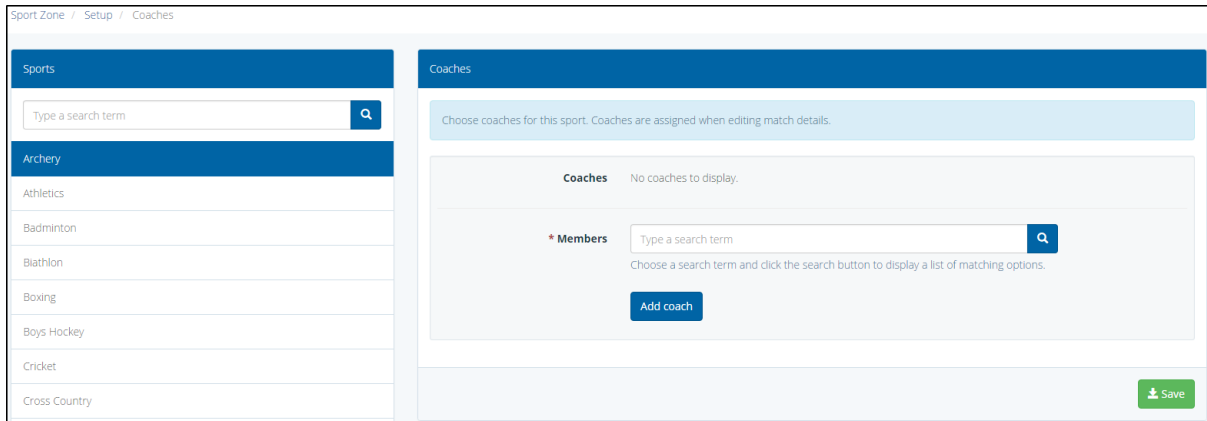 Sport Zone / Setup / Coaches
Sports
Type a search term
Archery
Athletics
Badminton
Biathlon
Boxing
Boys Hockey
Cricket
Cross Country
Coaches
Choose coaches for this sport. Coaches are assigned when editing match details.
Coaches No coaches to display.
* Members Type a search term
Choose a search term and click the search button to display a list of matching options.
Add coach
Save